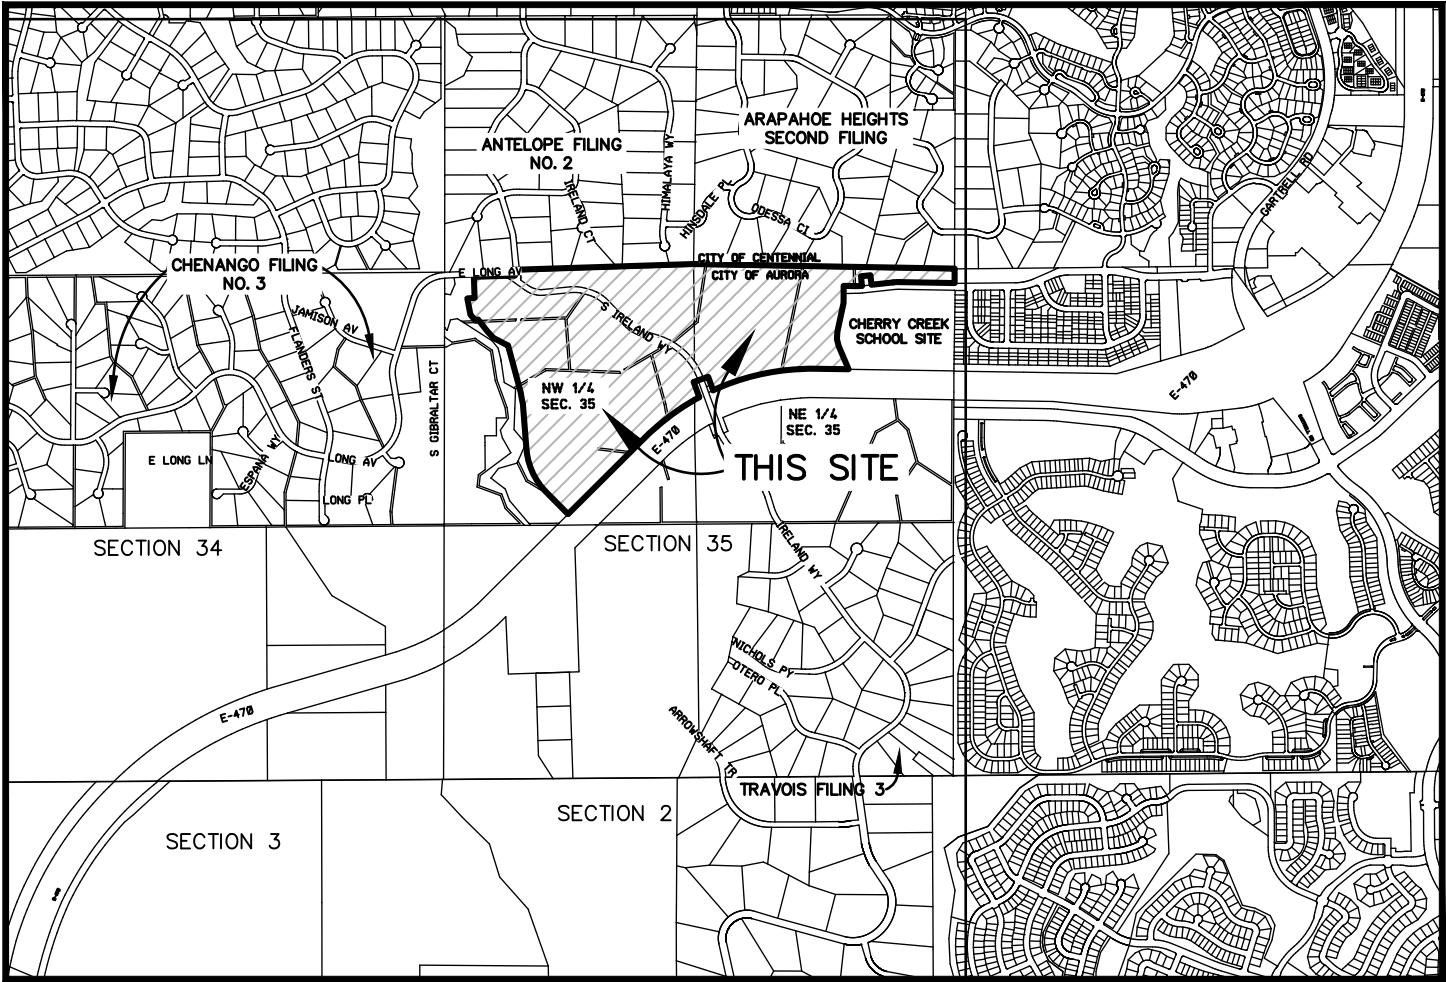 ARAPAHOE HEIGHTS
SECOND FILING
ANTELOPE FILING
NO. 2
IRELAND CT
HIMALAYA WY
HINSDALE PL
ODESSA CI
GARTRELL RD
CHENANGO FILING
NO. 3
E LONG AV
CITY OF CENTENNIAL
CITY OF AURORA
JAMISON AV
FLANDERS ST
S IRELAND WY
CHERRY CREEK
SCHOOL SITE
S GIBRALTAR CT
NW 1/4
SEC. 35
E-470
NE 1/4
SEC. 35
E-470
E LONG LN
ESPANA WY
LONG AV
LONG PL
THIS SITE
SECTION 34
SECTION 35
IRELAND WY
NICHOLS PY
OTERO PL
E-470
ARROWSHAFT TR
TRAVOIS FILING 3
SECTION 3
SECTION 2